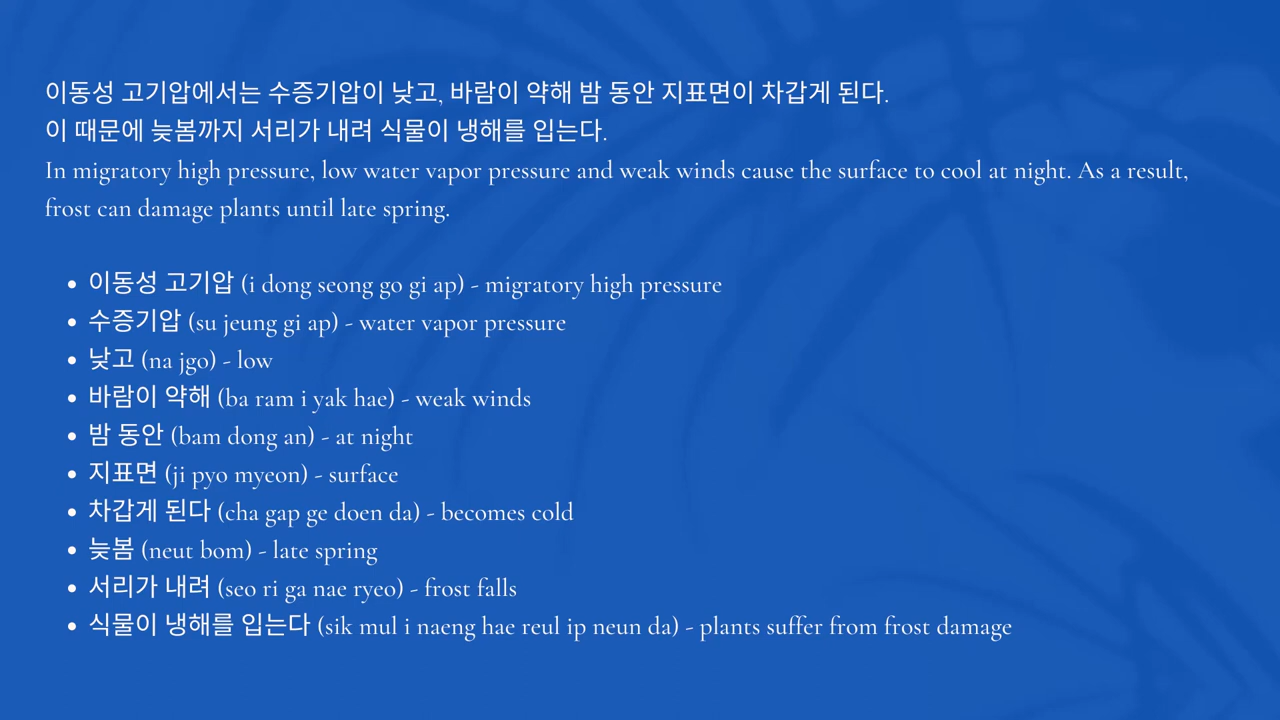 이동성 고기압에서는 수증기압이 낮고, 바람이 약해 밤 동안 지표면이 차갑게 된다.
이 때문에 늦봄까지 서리가 내려 식물이 냉해를 입는다.
In migratory high pressure, low water vapor pressure and weak winds cause the surface to cool at night. As a result,
frost can damage plants until late spring.
• 이동성 고기압 (i dong seong go gi ap) - migratory high pressure
• 수증기압 (su jeung gi ap) - water vapor pressure
• 낮고 (na jgo) - low
• 바람이 약해 (ba ram i yak hae) - weak winds
• 밤 동안 (bam dong an) - at night
• 지표면 (ji pyo myeon) - surface
• 차갑게 된다 (cha gap ge doen da) - becomes cold
• 늦봄 (neut bom) - late spring
• 서리가 내려 (seo ri ga nae ryeo) - frost falls
• 식물이 냉해를 입는다 (sik mul i naeng hae reul ip neun da) - plants suffer from frost damage